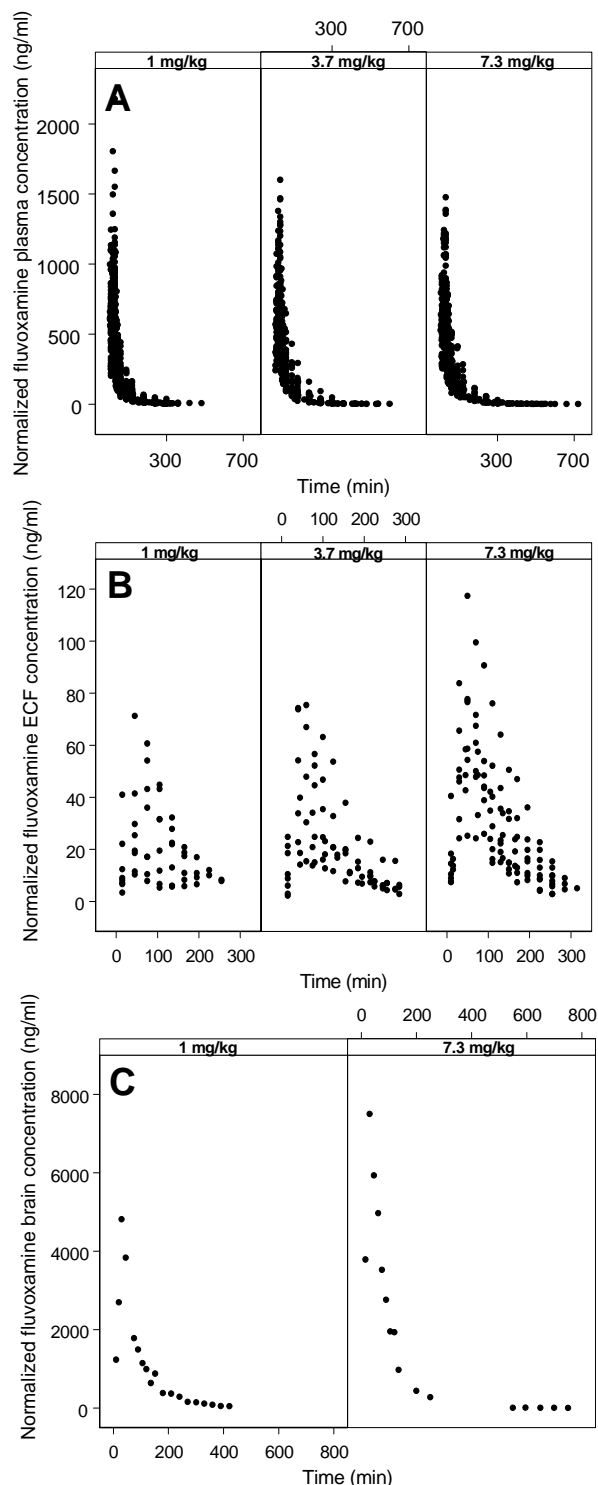 300 700
1 mg/kg 3.7 mg/kg 7.3 mg/kg
A
Normalized fluvoxamine plasma concentration (ng/ml)
2000
1500
1000
500
0
300 700 300 700
Time (min)
0 100 200 300
1 mg/kg 3.7 mg/kg 7.3 mg/kg
B
Normalized fluvoxamine ECF concentration (ng/ml)
120
100
80
60
40
20
0
0 100 200 300 0 100 200 300
Time (min)
0 200 400 600 800
1 mg/kg 7.3 mg/kg
C
Normalized fluvoxamine brain concentration (ng/ml)
8000
6000
4000
2000
0
0 200 400 600 800
Time (min)